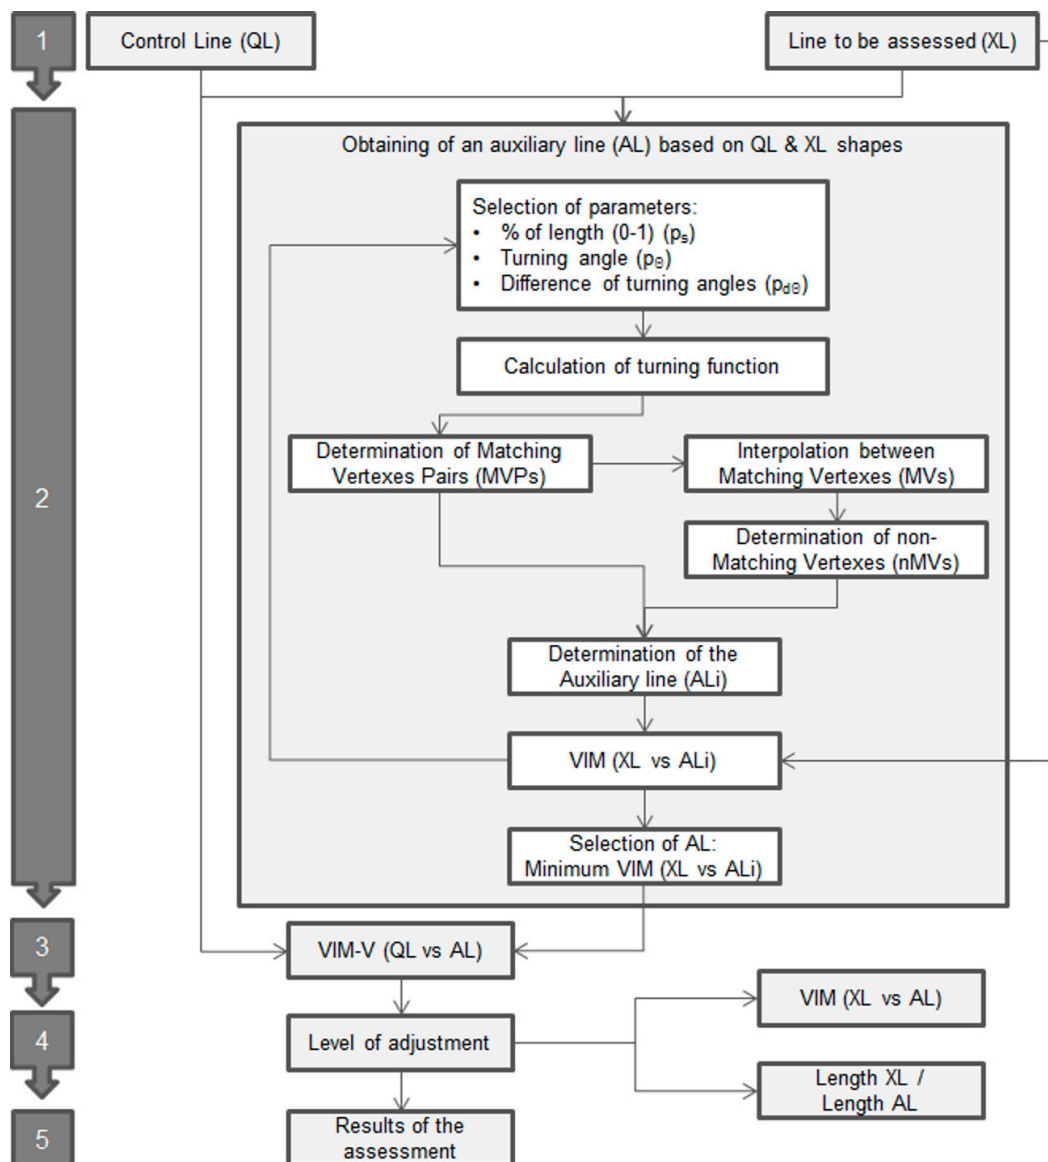 1
Control Line (QL)
Line to be assessed (XL)
2
Obtaining of an auxiliary line (AL) based on QL & XL shapes
Selection of parameters:
• % of length (0-1) (pₛ)
• Turning angle (pΘ)
• Difference of turning angles (pdΘ)
Calculation of turning function
Determination of Matching
Vertexes Pairs (MVPs)
Interpolation between
Matching Vertexes (MVs)
Determination of non-
Matching Vertexes (nMVs)
Determination of the
Auxiliary line (ALi)
VIM (XL vs ALi)
Selection of AL:
Minimum VIM (XL vs ALi)
3
VIM-V (QL vs AL)
VIM (XL vs AL)
4
Level of adjustment
Length XL /
Length AL
5
Results of the
assessment